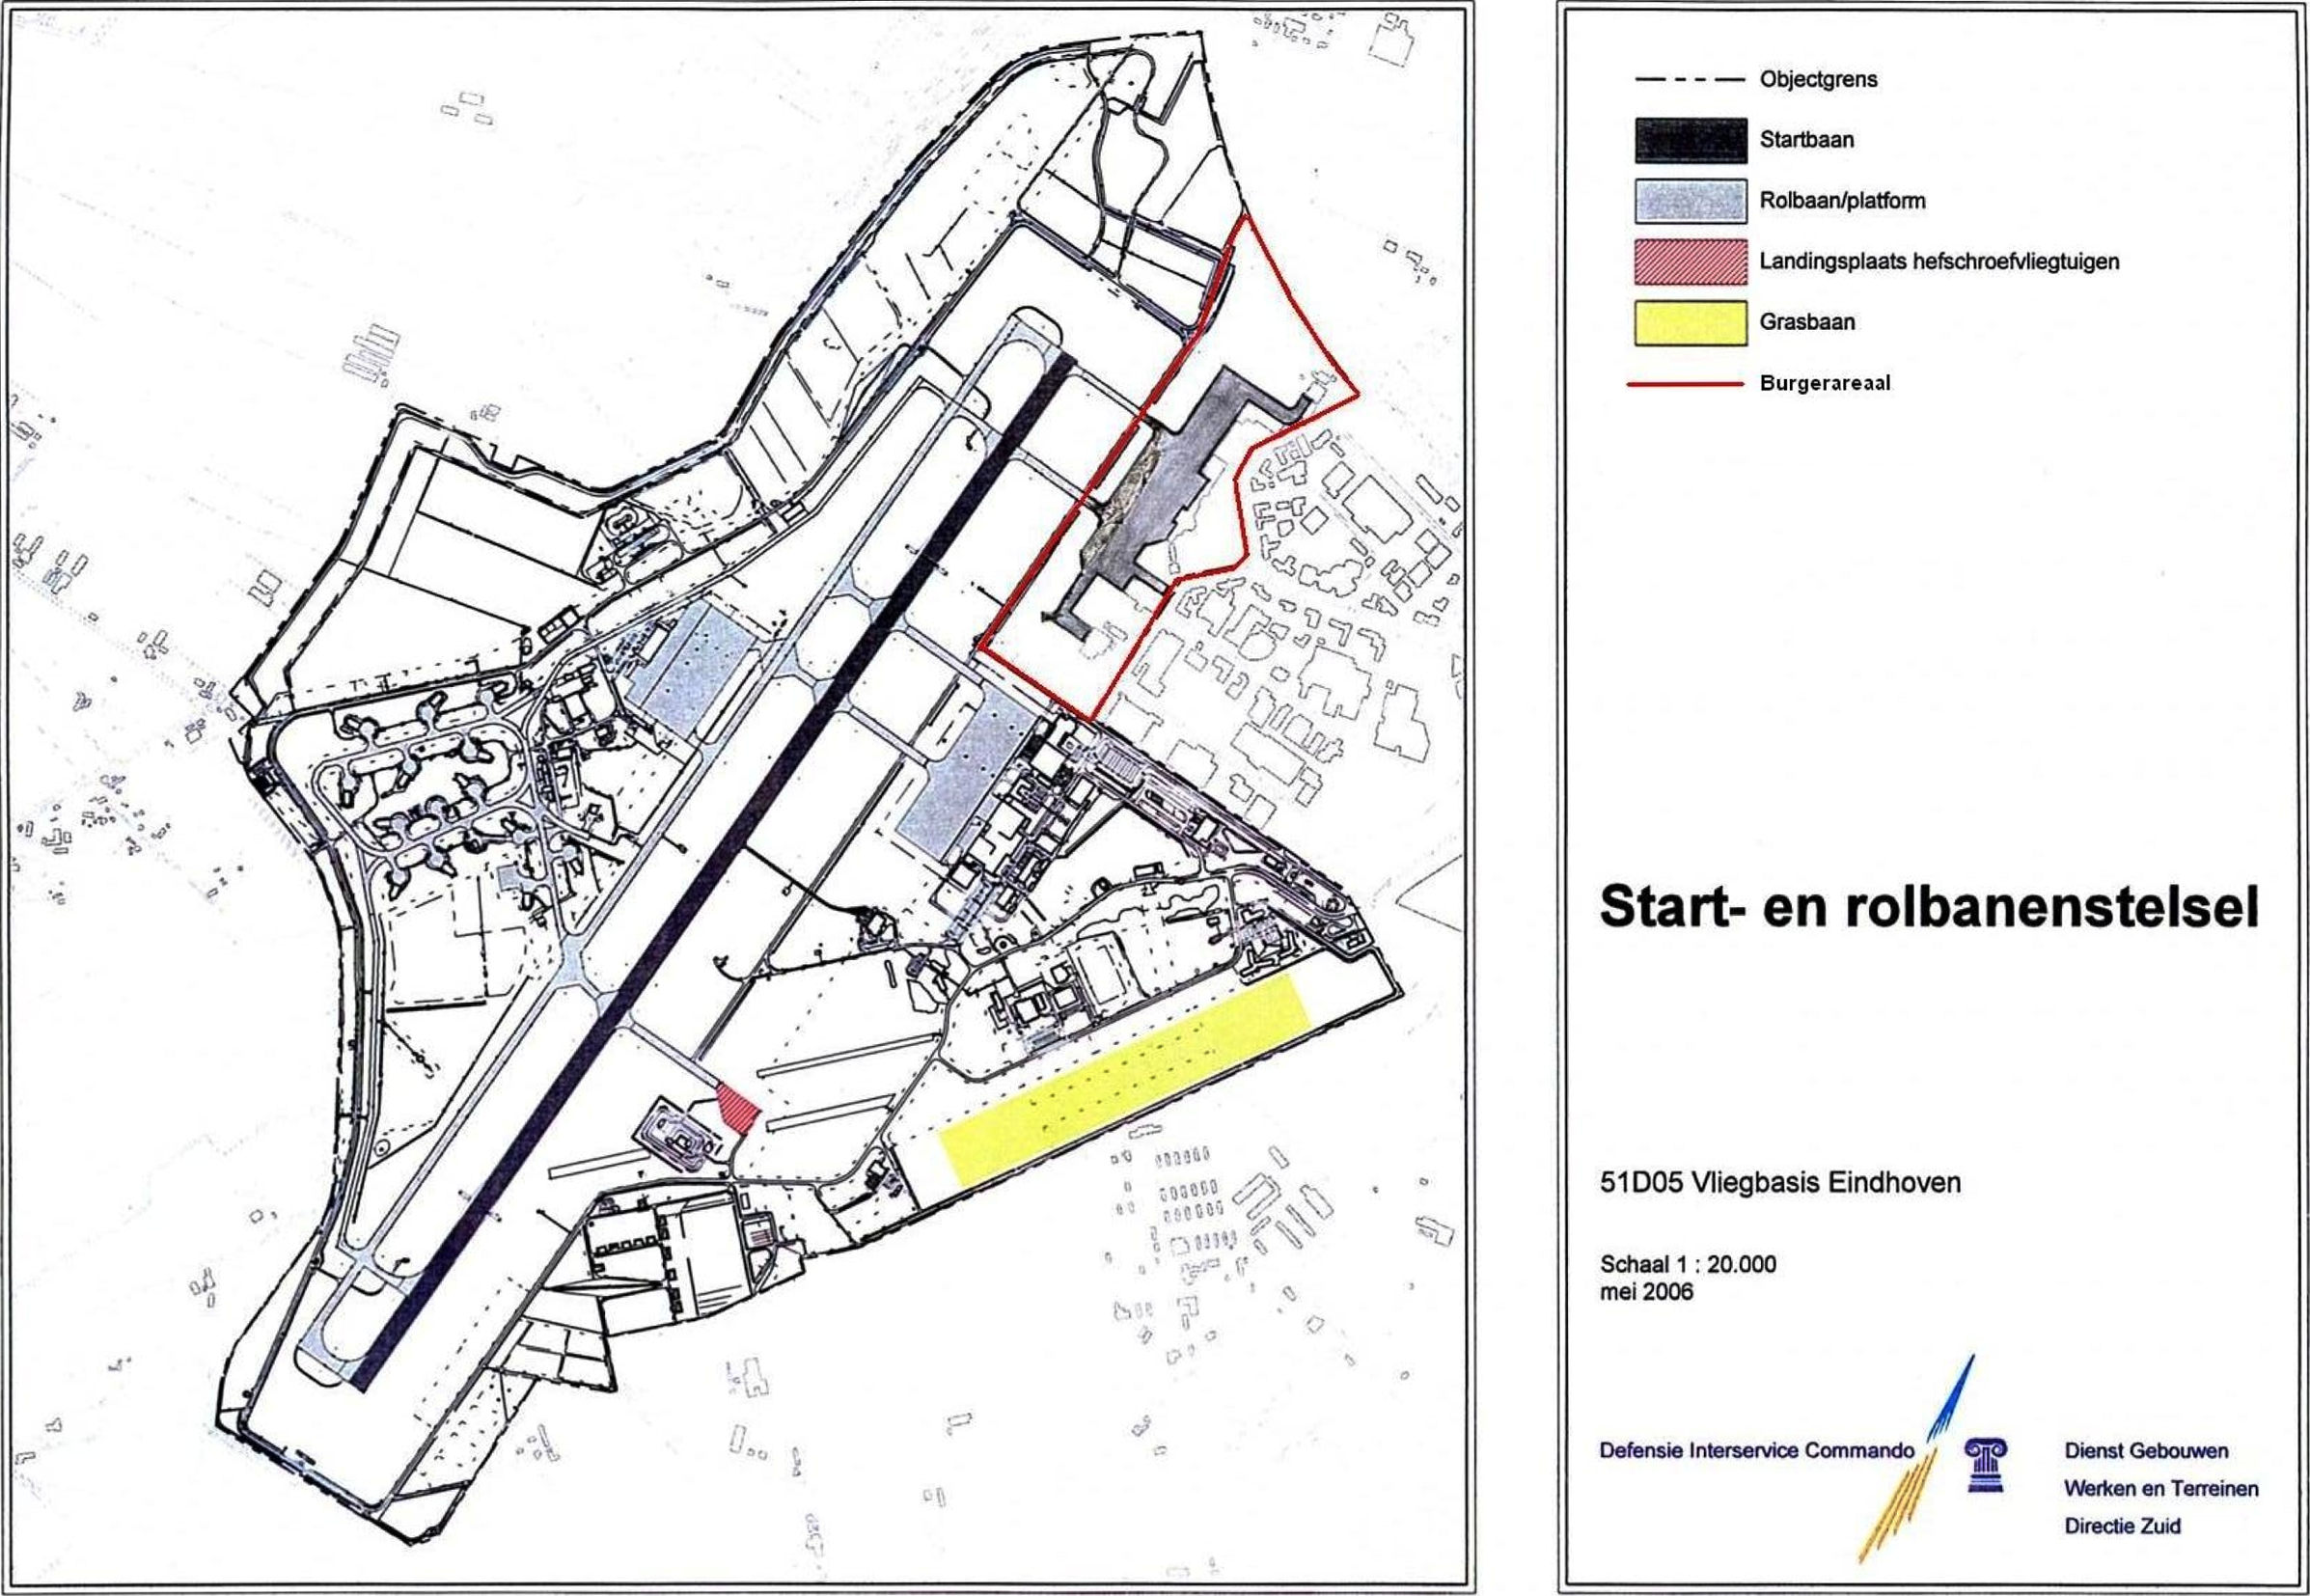 Objectgrens
Startbaan
Rolbaan/platform
Landingsplaats hefschroefvliegtuigen
Grasbaan
Burgerareaal
Start- en rolbanenstelsel
51D05 Vliegbasis Eindhoven
Schaal 1 : 20.000
mei 2006
Defensie Interservice Commando
Dienst Gebouwen
Werken en Terreinen
Directie Zuid